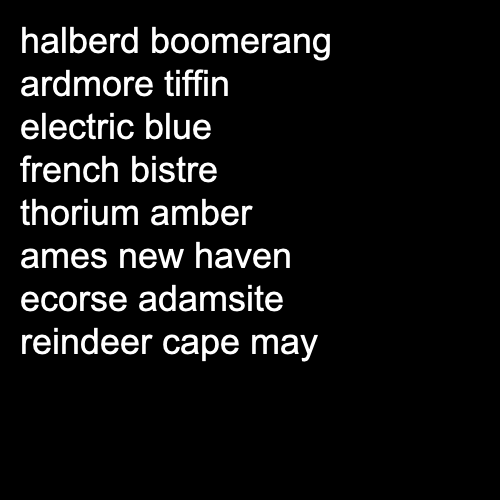 halberd boomerang
ardmore tiffin
electric blue
french bistre
thorium amber
ames new haven
ecorse adamsite
reindeer cape may